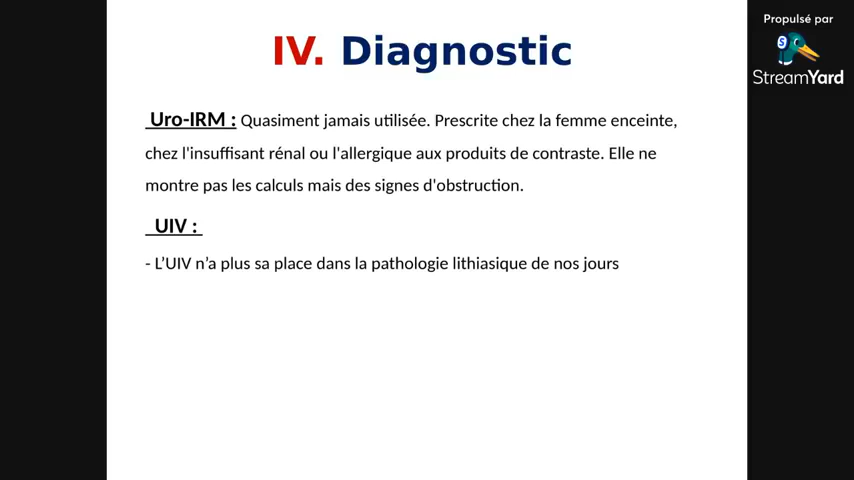 Propulsé par
StreamYard
IV. Diagnostic
Uro-IRM : Quasiment jamais utilisée. Prescrite chez la femme enceinte,
chez l'insuffisant rénal ou l'allergique aux produits de contraste. Elle ne
montre pas les calculs mais des signes d'obstruction.
UIV :
- L’UIV n’a plus sa place dans la pathologie lithiasique de nos jours